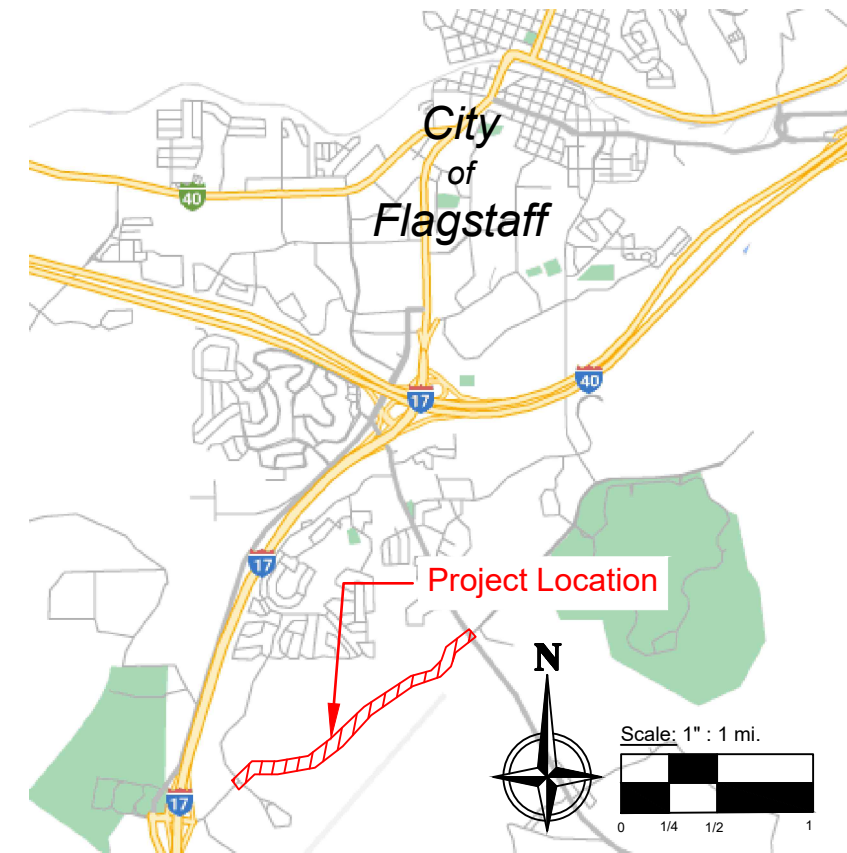 City
of
Flagstaff
40
40
17
17
Project Location
N
Scale: 1" : 1 mi.
17
0 1/4 1/2 1